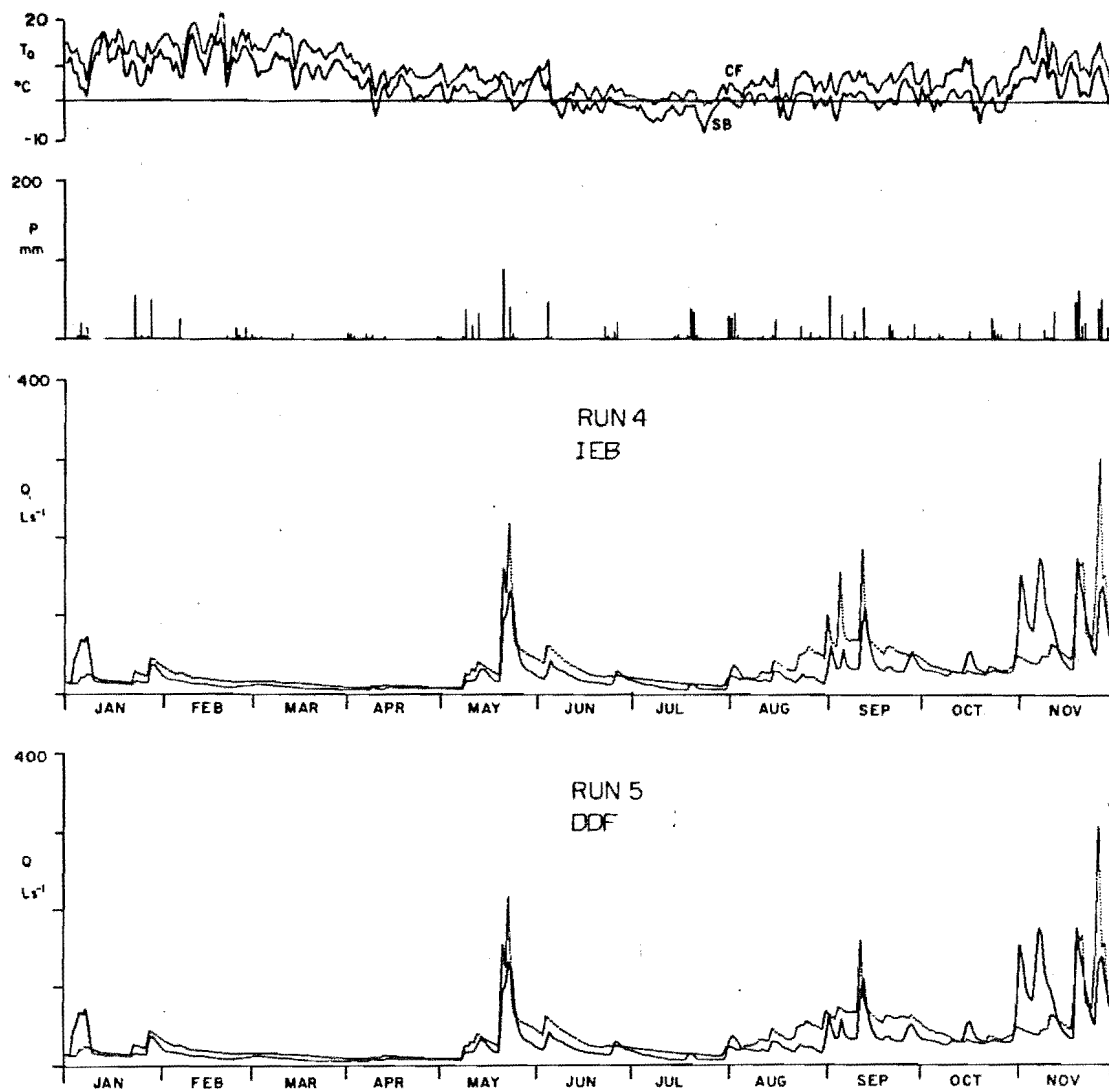 20
Ta
°C
-10
CF
SB
200
P
mm
400
RUN 4
IEB
Q
Ls⁻¹
JAN FEB MAR APR MAY JUN JUL AUG SEP OCT NOV
400
RUN 5
DDF
Q
Ls⁻¹
JAN FEB MAR APR MAY JUN JUL AUG SEP OCT NOV